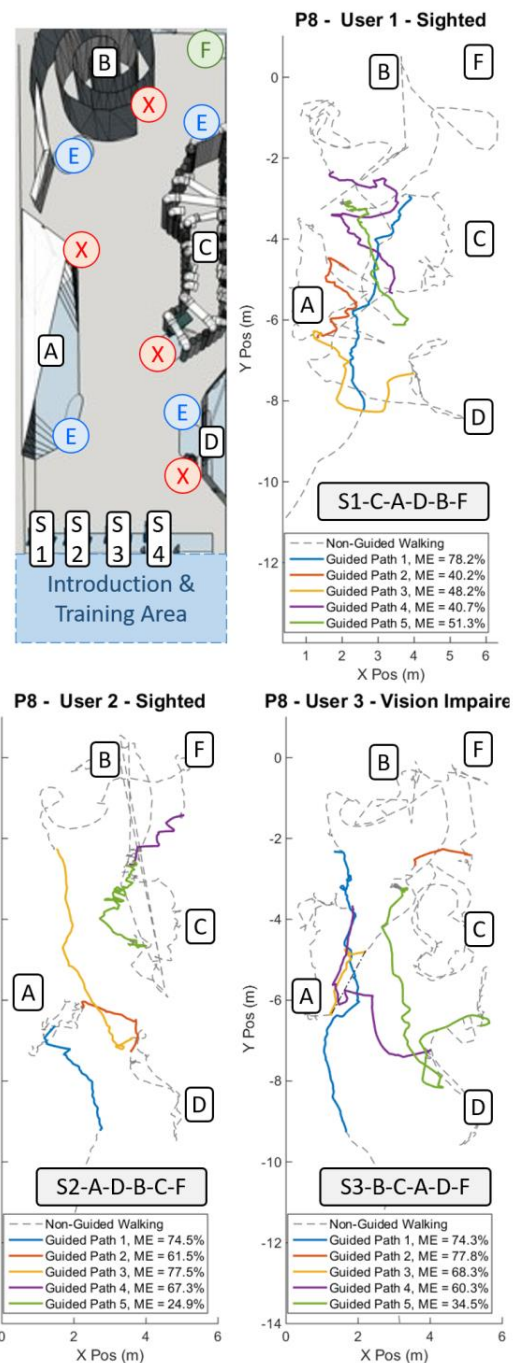 B
F
X
E
E
C
X
A
X
E
D
E
X
S
1
S
2
S
3
S
4
Introduction &
Training Area
P8 - User 1 - Sighted
0
-2
-4
-6
-8
-10
-12
Y Pos (m)
B
F
C
A
D
S1-C-A-D-B-F
Non-Guided Walking
Guided Path 1, ME = 78.2%
Guided Path 2, ME = 40.2%
Guided Path 3, ME = 48.2%
Guided Path 4, ME = 40.7%
Guided Path 5, ME = 51.3%
1 2 3 4 5 6
X Pos (m)
P8 - User 2 - Sighted
B
F
C
A
D
S2-A-D-B-C-F
Non-Guided Walking
Guided Path 1, ME = 74.5%
Guided Path 2, ME = 61.5%
Guided Path 3, ME = 77.5%
Guided Path 4, ME = 67.3%
Guided Path 5, ME = 24.9%
0 2 4 6
X Pos (m)
P8 - User 3 - Vision Impaire
0
-2
-4
-6
-8
-10
-12
-14
Y Pos (m)
B
F
C
A
D
S3-B-C-A-D-F
Non-Guided Walking
Guided Path 1, ME = 74.3%
Guided Path 2, ME = 77.8%
Guided Path 3, ME = 68.3%
Guided Path 4, ME = 60.3%
Guided Path 5, ME = 34.5%
0 2 4 6
X Pos (m)